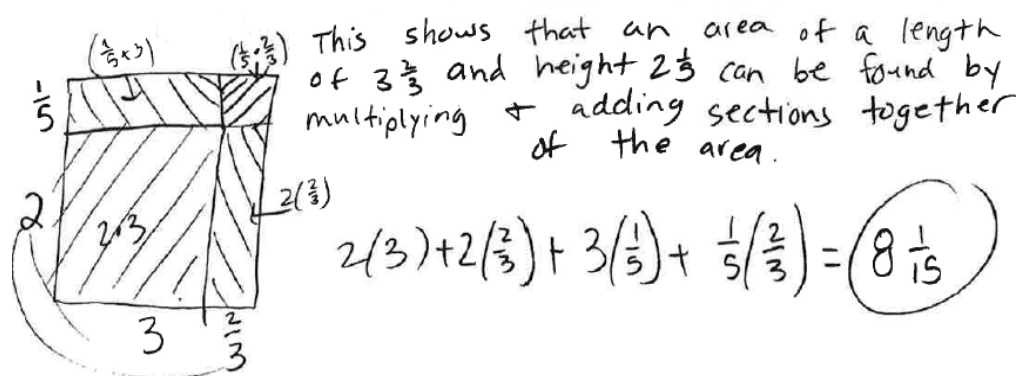 (1/5 × 3) (1/5 · 2/3) This shows that an area of a length
1/5 of 3 2/3 and height 2 1/5 can be found by
multiplying + adding sections together
of the area.
2(2/3)
2 2·3
2(3)+2(2/3)+3(1/5)+ 1/5(2/3) = 8 1/15
3 2/3